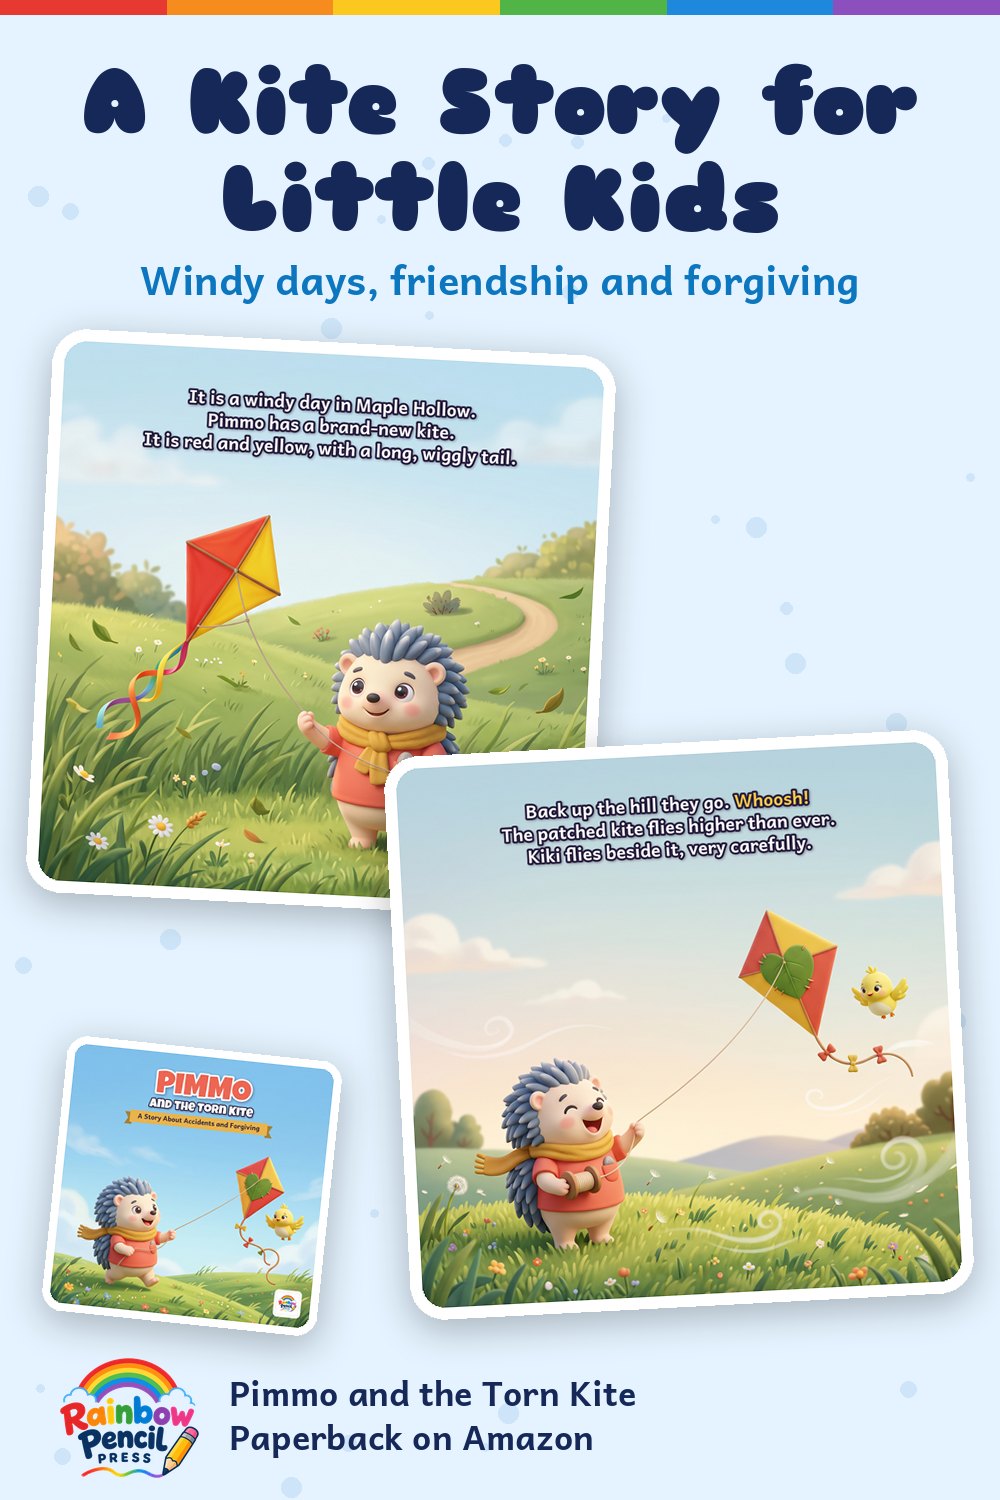 A Kite Story for
Little Kids
Windy days, friendship and forgiving
It is a windy day in Maple Hollow.
Pimmo has a brand-new kite.
It is red and yellow, with a long, wiggly tail.
Back up the hill they go. Whoosh!
The patched kite flies higher than ever.
Kiki flies beside it, very carefully.
PIMMO
AND THE TORN KITE
A Story About Accidents and Forgiving
Rainbow
Pencil
Rainbow
Pencil
PRESS
Pimmo and the Torn Kite
Paperback on Amazon